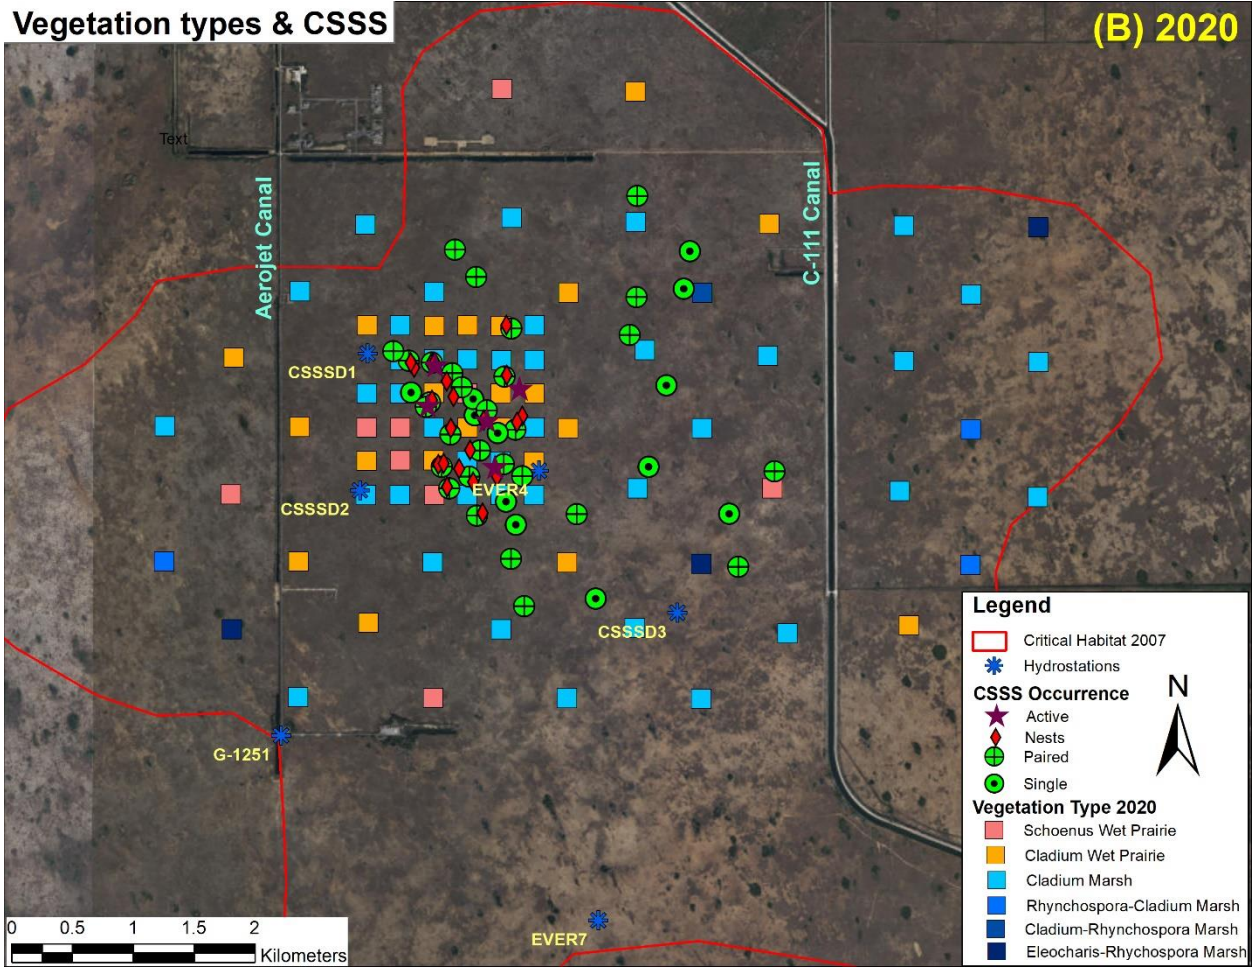 Vegetation types & CSSS
(B) 2020
Text
Aerojet Canal
C-111 Canal
CSSSD1
CSSSD2
EVER4
CSSSD3
G-1251
EVER7
Legend
Critical Habitat 2007
Hydrostations
CSSS Occurrence
Active
Nests
Paired
Single
Vegetation Type 2020
Schoenus Wet Prairie
Cladium Wet Prairie
Cladium Marsh
Rhynchospora-Cladium Marsh
Cladium-Rhynchospora Marsh
Eleocharis-Rhychospora Marsh
N
0 0.5 1 1.5 2
Kilometers